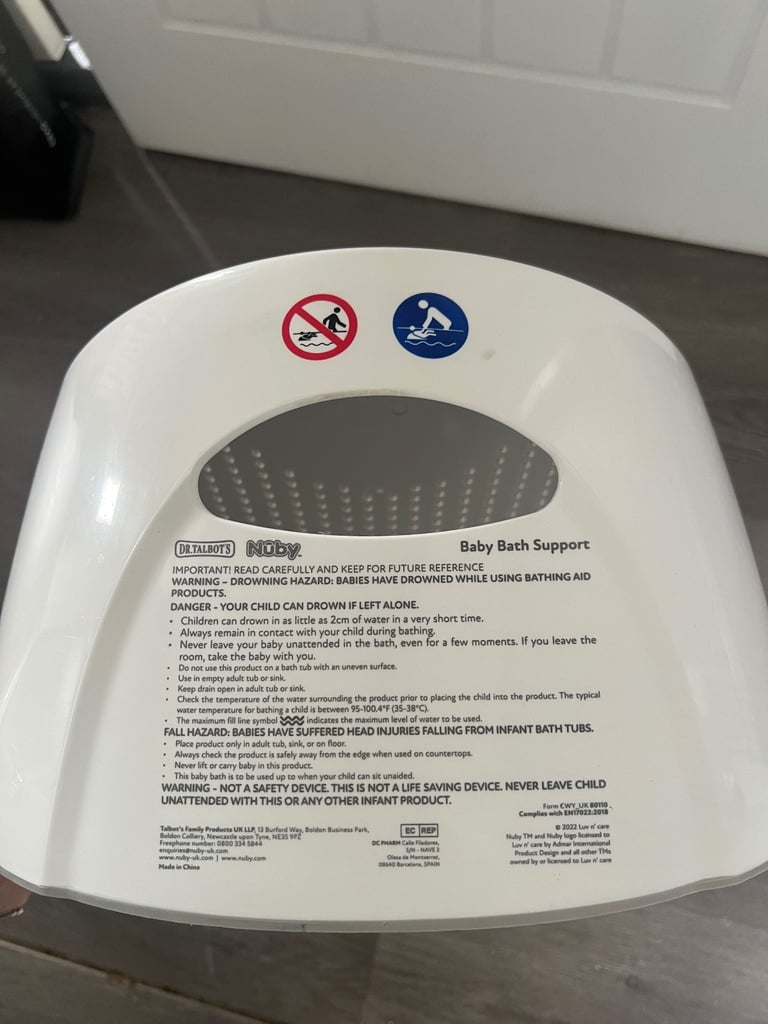 DR.TALBOT'S Nûby Baby Bath Support
IMPORTANT! READ CAREFULLY AND KEEP FOR FUTURE REFERENCE
WARNING – DROWNING HAZARD: BABIES HAVE DROWNED WHILE USING BATHING AID
PRODUCTS.
DANGER - YOUR CHILD CAN DROWN IF LEFT ALONE.
• Children can drown in as little as 2cm of water in a very short time.
• Always remain in contact with your child during bathing.
• Never leave your baby unattended in the bath, even for a few moments. If you leave the
room, take the baby with you.
• Do not use this product on a bath tub with an uneven surface.
• Use in empty adult tub or sink.
• Keep drain open in adult tub or sink.
• Check the temperature of the water surrounding the product prior to placing the child into the product. The typical
water temperature for bathing a child is between 95-100.4°F (35-38°C).
• The maximum fill line symbol indicates the maximum level of water to be used.
FALL HAZARD: BABIES HAVE SUFFERED HEAD INJURIES FALLING FROM INFANT BATH TUBS.
• Place product only in adult tub, sink, or on floor.
• Always check the product is safely away from the edge when used on countertops.
• Never lift or carry baby in this product.
• This baby bath is to be used up to when your child can sit unaided.
WARNING - NOT A SAFETY DEVICE. THIS IS NOT A LIFE SAVING DEVICE. NEVER LEAVE CHILD
UNATTENDED WITH THIS OR ANY OTHER INFANT PRODUCT.
Form EWY_UK 80110
Complies with EN17022:2018
Talbot's Family Products UK LLP, 13 Burford Way, Boldon Business Park,
Boldon Colliery, Newcastle upon Tyne, NE35 9PZ
Freephone number: 0800 334 5844
enquiries@nuby-uk.com
www.nuby-uk.com | www.nuby.com
Made in China
EC REP
DC PHARM Calle Filadores,
S/N - NAVE 3
Olesa de Montserrat,
08640 Barcelona, SPAIN
© 2022 Luv n' care
Nuby TM and Nuby logo licensed to
Luv n' care by Admar International
Product Design and all other TMs
owned by or licensed to Luv n' care